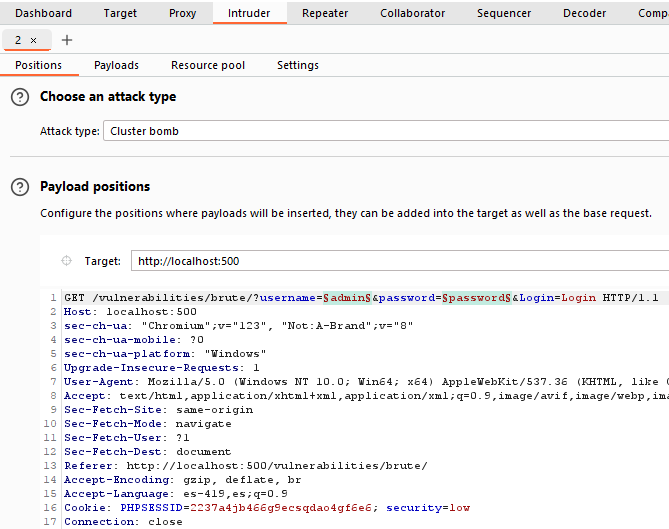 Dashboard Target Proxy Intruder Repeater Collaborator Sequencer Decoder Comp
2 × +
Positions Payloads Resource pool Settings
? Choose an attack type
Attack type: Cluster bomb
? Payload positions
Configure the positions where payloads will be inserted, they can be added into the target as well as the base request.
Target: http://localhost:500
1 GET /vulnerabilities/brute/?username=§admin§&password=§password§&Login=Login HTTP/1.1
2 Host: localhost:500
3 sec-ch-ua: "Chromium";v="123", "Not:A-Brand";v="8"
4 sec-ch-ua-mobile: ?0
5 sec-ch-ua-platform: "Windows"
6 Upgrade-Insecure-Requests: 1
7 User-Agent: Mozilla/5.0 (Windows NT 10.0; Win64; x64) AppleWebKit/537.36 (KHTML, like G
8 Accept: text/html,application/xhtml+xml,application/xml;q=0.9,image/avif,image/webp,ima
9 Sec-Fetch-Site: same-origin
10 Sec-Fetch-Mode: navigate
11 Sec-Fetch-User: ?1
12 Sec-Fetch-Dest: document
13 Referer: http://localhost:500/vulnerabilities/brute/
14 Accept-Encoding: gzip, deflate, br
15 Accept-Language: es-419,es;q=0.9
16 Cookie: PHPSESSID=2237a4jb466g9ecsqdao4gf6e6; security=low
17 Connection: close